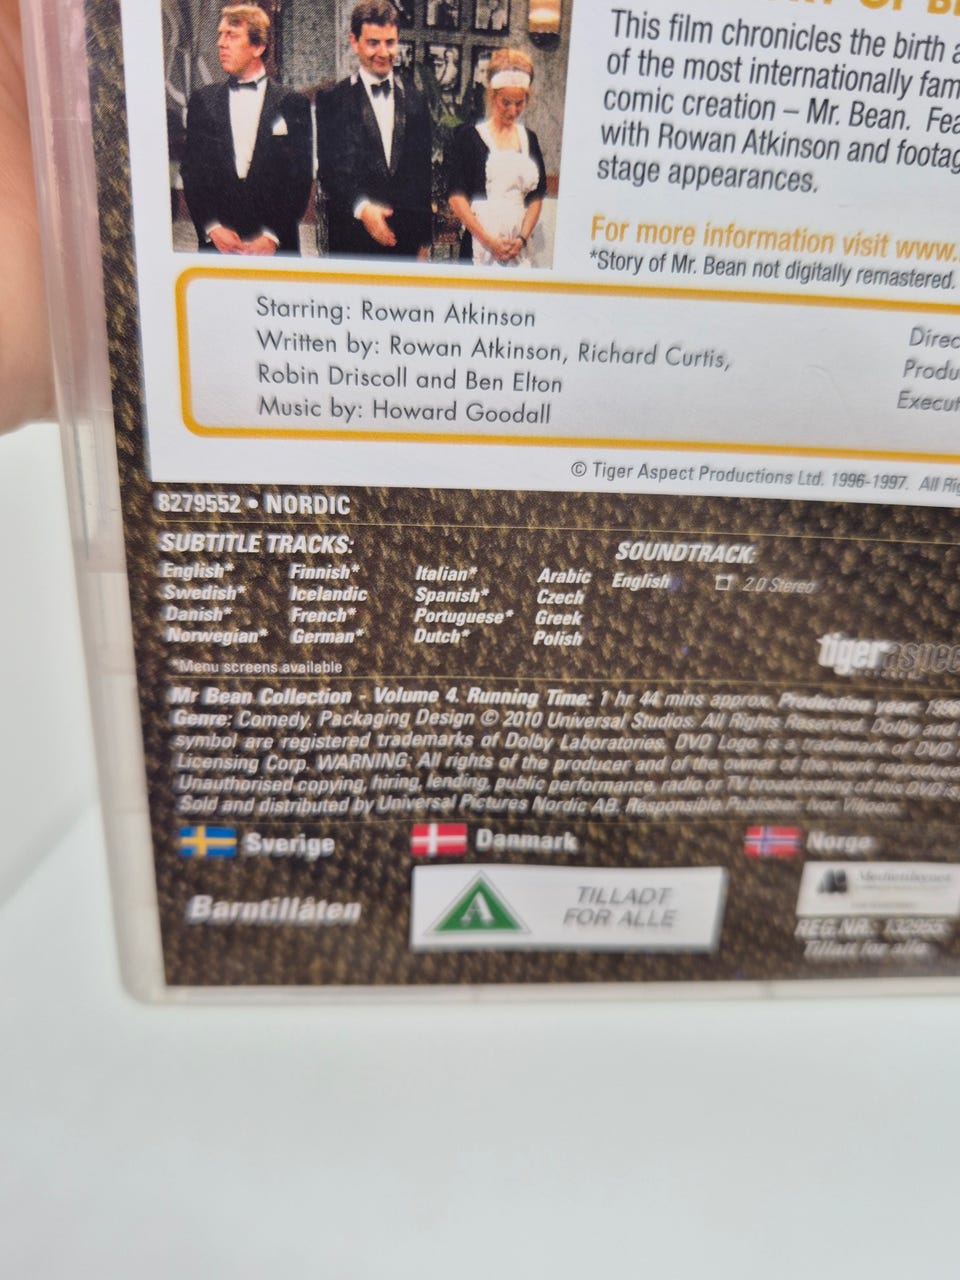 This film chronicles the birth
of the most internationally
comic creation – Mr. Bean.
with Rowan Atkinson and
stage appearances.
For more information visit www.
*Story of Mr. Bean not digitally remastered.
Starring: Rowan Atkinson
Written by: Rowan Atkinson, Richard Curtis,
Robin Driscoll and Ben Elton
Music by: Howard Goodall
© Tiger Aspect Productions Ltd. 1996-1997. All
8279552 • NORDIC
SUBTITLE TRACKS:
English* Finnish* Italian* Arabic
Swedish* Icelandic Spanish* Czech
Danish* French* Portuguese* Greek
Norwegian* German* Dutch* Polish
*Menu screens available
SOUNDTRACK:
English 2.0 Stereo
tigeraspec
Mr Bean Collection - Volume 4. Running Time: 1 hr 44 mins approx. Production year:
Genre: Comedy. Packaging Design © 2010 Universal Studios. All Rights Reserved. Dolby and
symbol are registered trademarks of Dolby Laboratories. DVD Logo is a trademark of DVD
Licensing Corp. WARNING: All rights of the producer and of the owner of the work
Unauthorised copying, hiring, lending, public performance, radio or TV broadcasting of this DVD is
Sold and distributed by Universal Pictures Nordic AB. Responsible Publisher: Ivor Viljoen.
Sverige Danmark Norge
Barntillåten
A TILLADT
FOR ALLE
REG.NR.:
Tillatt for alle.